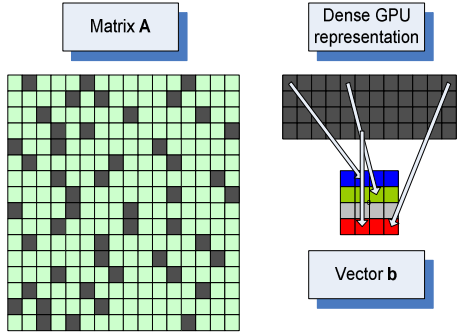 Matrix A
Dense GPU
representation
Vector b